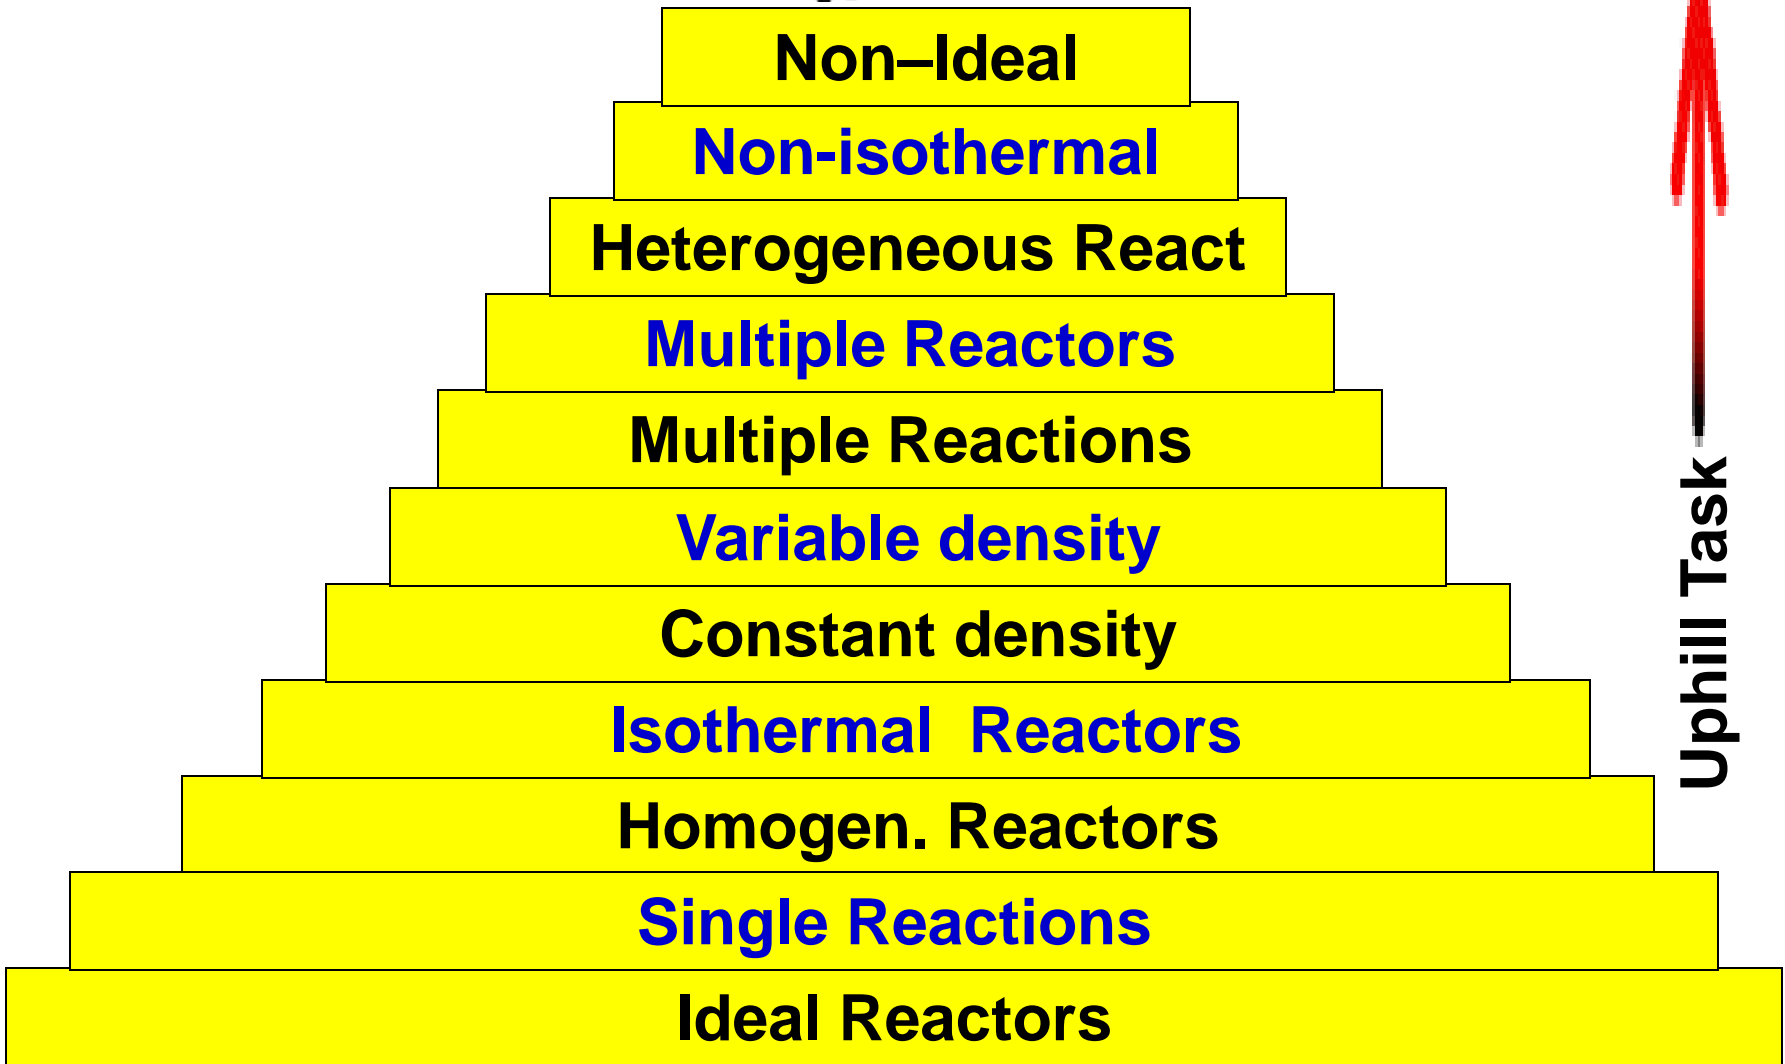 Non–Ideal
Non-isothermal
Heterogeneous React
Multiple Reactors
Multiple Reactions
Variable density
Constant density
Isothermal  Reactors
Homogen. Reactors
Single Reactions
Ideal Reactors
Uphill Task